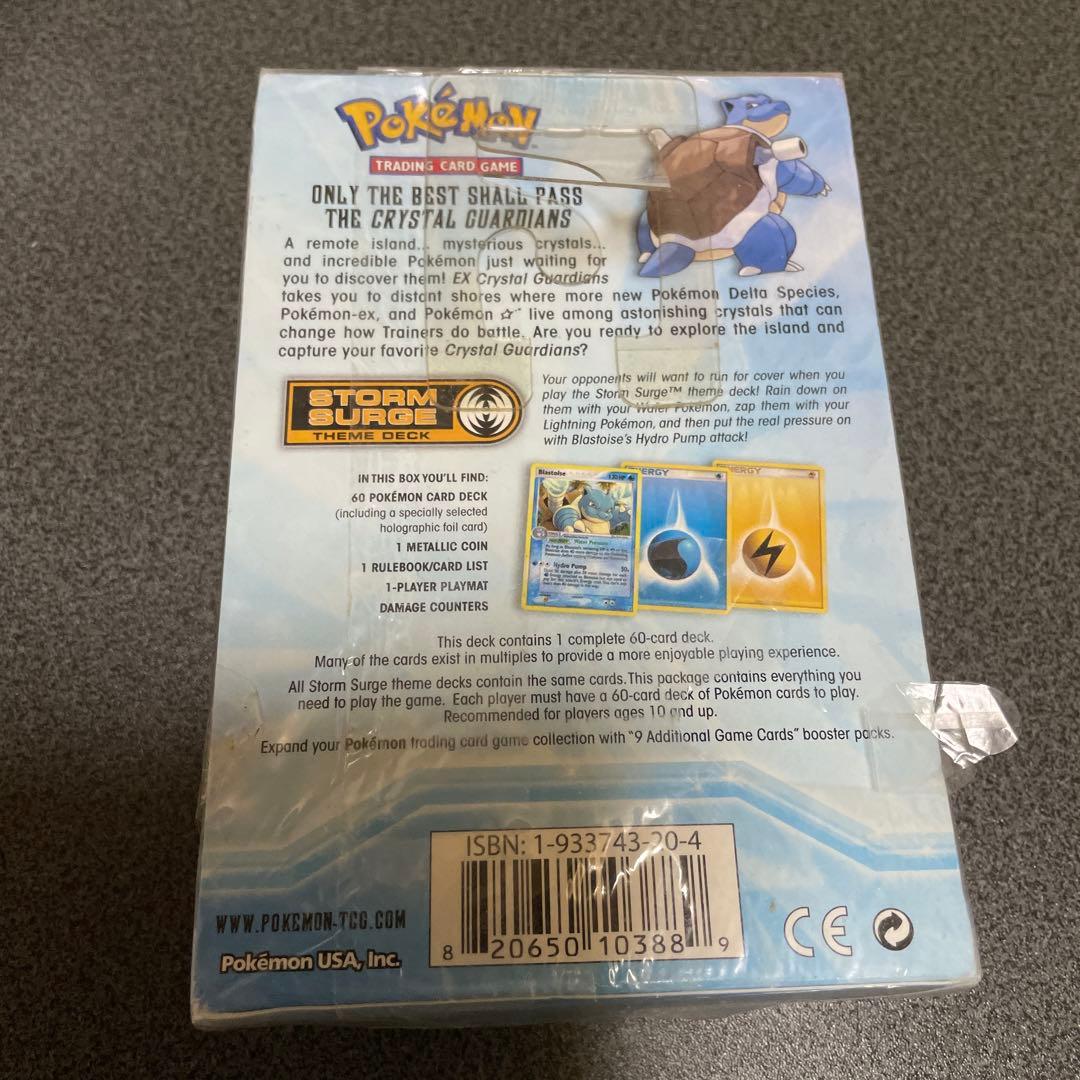 POKéMON
TRADING CARD GAME
ONLY THE BEST SHALL PASS
THE CRYSTAL GUARDIANS
A remote island... mysterious crystals...
and incredible Pokémon just waiting for
you to discover them! EX Crystal Guardians
takes you to distant shores where more new Pokémon Delta Species,
Pokémon-ex, and Pokémon ☆™ live among astonishing crystals that can
change how Trainers do battle. Are you ready to explore the island and
capture your favorite Crystal Guardians?
STORM
SURGE
THEME DECK
Your opponents will want to run for cover when you
play the Storm Surge™ theme deck! Rain down on
them with your Water Pokémon, zap them with your
Lightning Pokémon, and then put the real pressure on
with Blastoise's Hydro Pump attack!
IN THIS BOX YOU'LL FIND:
60 POKÉMON CARD DECK
(including a specially selected
holographic foil card)
1 METALLIC COIN
1 RULEBOOK/CARD LIST
1-PLAYER PLAYMAT
DAMAGE COUNTERS
Blastoise
Water Pressure
Hydro Pump
This deck contains 1 complete 60-card deck.
Many of the cards exist in multiples to provide a more enjoyable playing experience.
All Storm Surge theme decks contain the same cards. This package contains everything you
need to play the game. Each player must have a 60-card deck of Pokémon cards to play.
Recommended for players ages 10 and up.
Expand your Pokémon trading card game collection with "9 Additional Game Cards" booster packs.
ISBN: 1-933743-20-4
8 20650 10388 9
WWW.POKEMON-TCG.COM
Pokémon USA, Inc.
CE